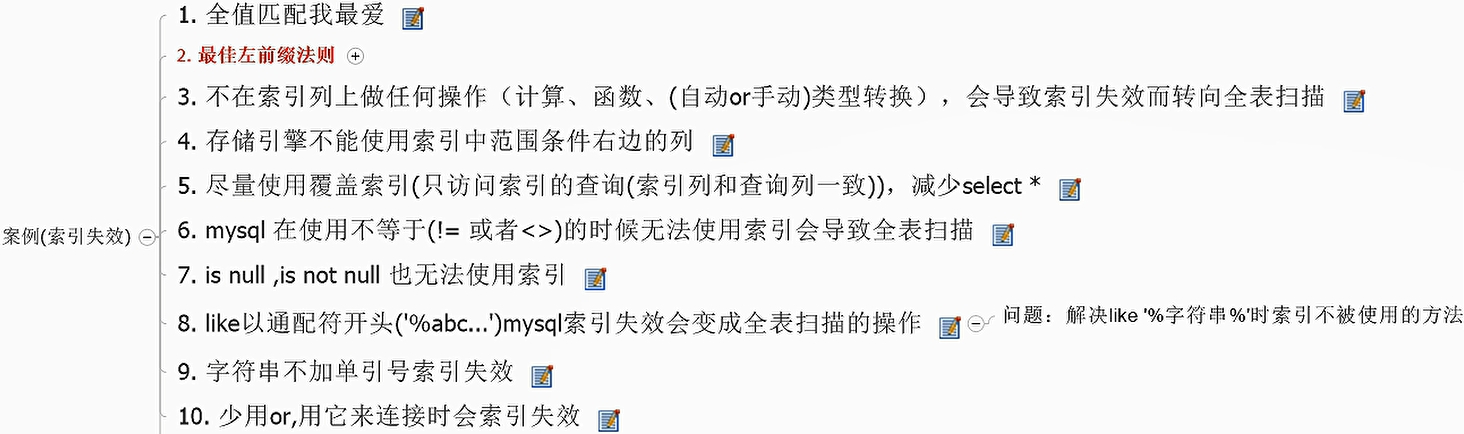 1. 全值匹配我最爱
2. 最佳左前缀法则
3. 不在索引列上做任何操作（计算、函数、(自动or手动)类型转换），会导致索引失效而转向全表扫描
4. 存储引擎不能使用索引中范围条件右边的列
5. 尽量使用覆盖索引(只访问索引的查询(索引列和查询列一致))，减少select *
案例(索引失效)
6. mysql 在使用不等于(!= 或者<>)的时候无法使用索引会导致全表扫描
7. is null ,is not null 也无法使用索引
8. like以通配符开头('%abc...')mysql索引失效会变成全表扫描的操作
问题：解决like '%字符串%'时索引不被使用的方法
9. 字符串不加单引号索引失效
10. 少用or,用它来连接时会索引失效